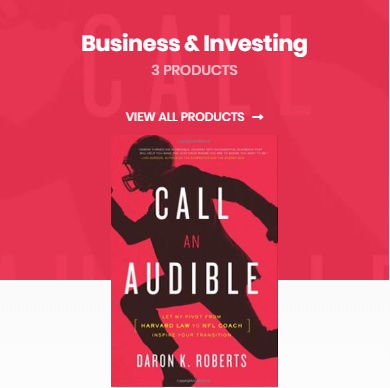 Business & Investing
3 PRODUCTS
VIEW ALL PRODUCTS →
CALL
AN
AUDIBLE
LET MY PIVOT FROM
[ HARVARD LAW TO NFL COACH ]
INSPIRE YOUR TRANSITION
DARON K. ROBERTS